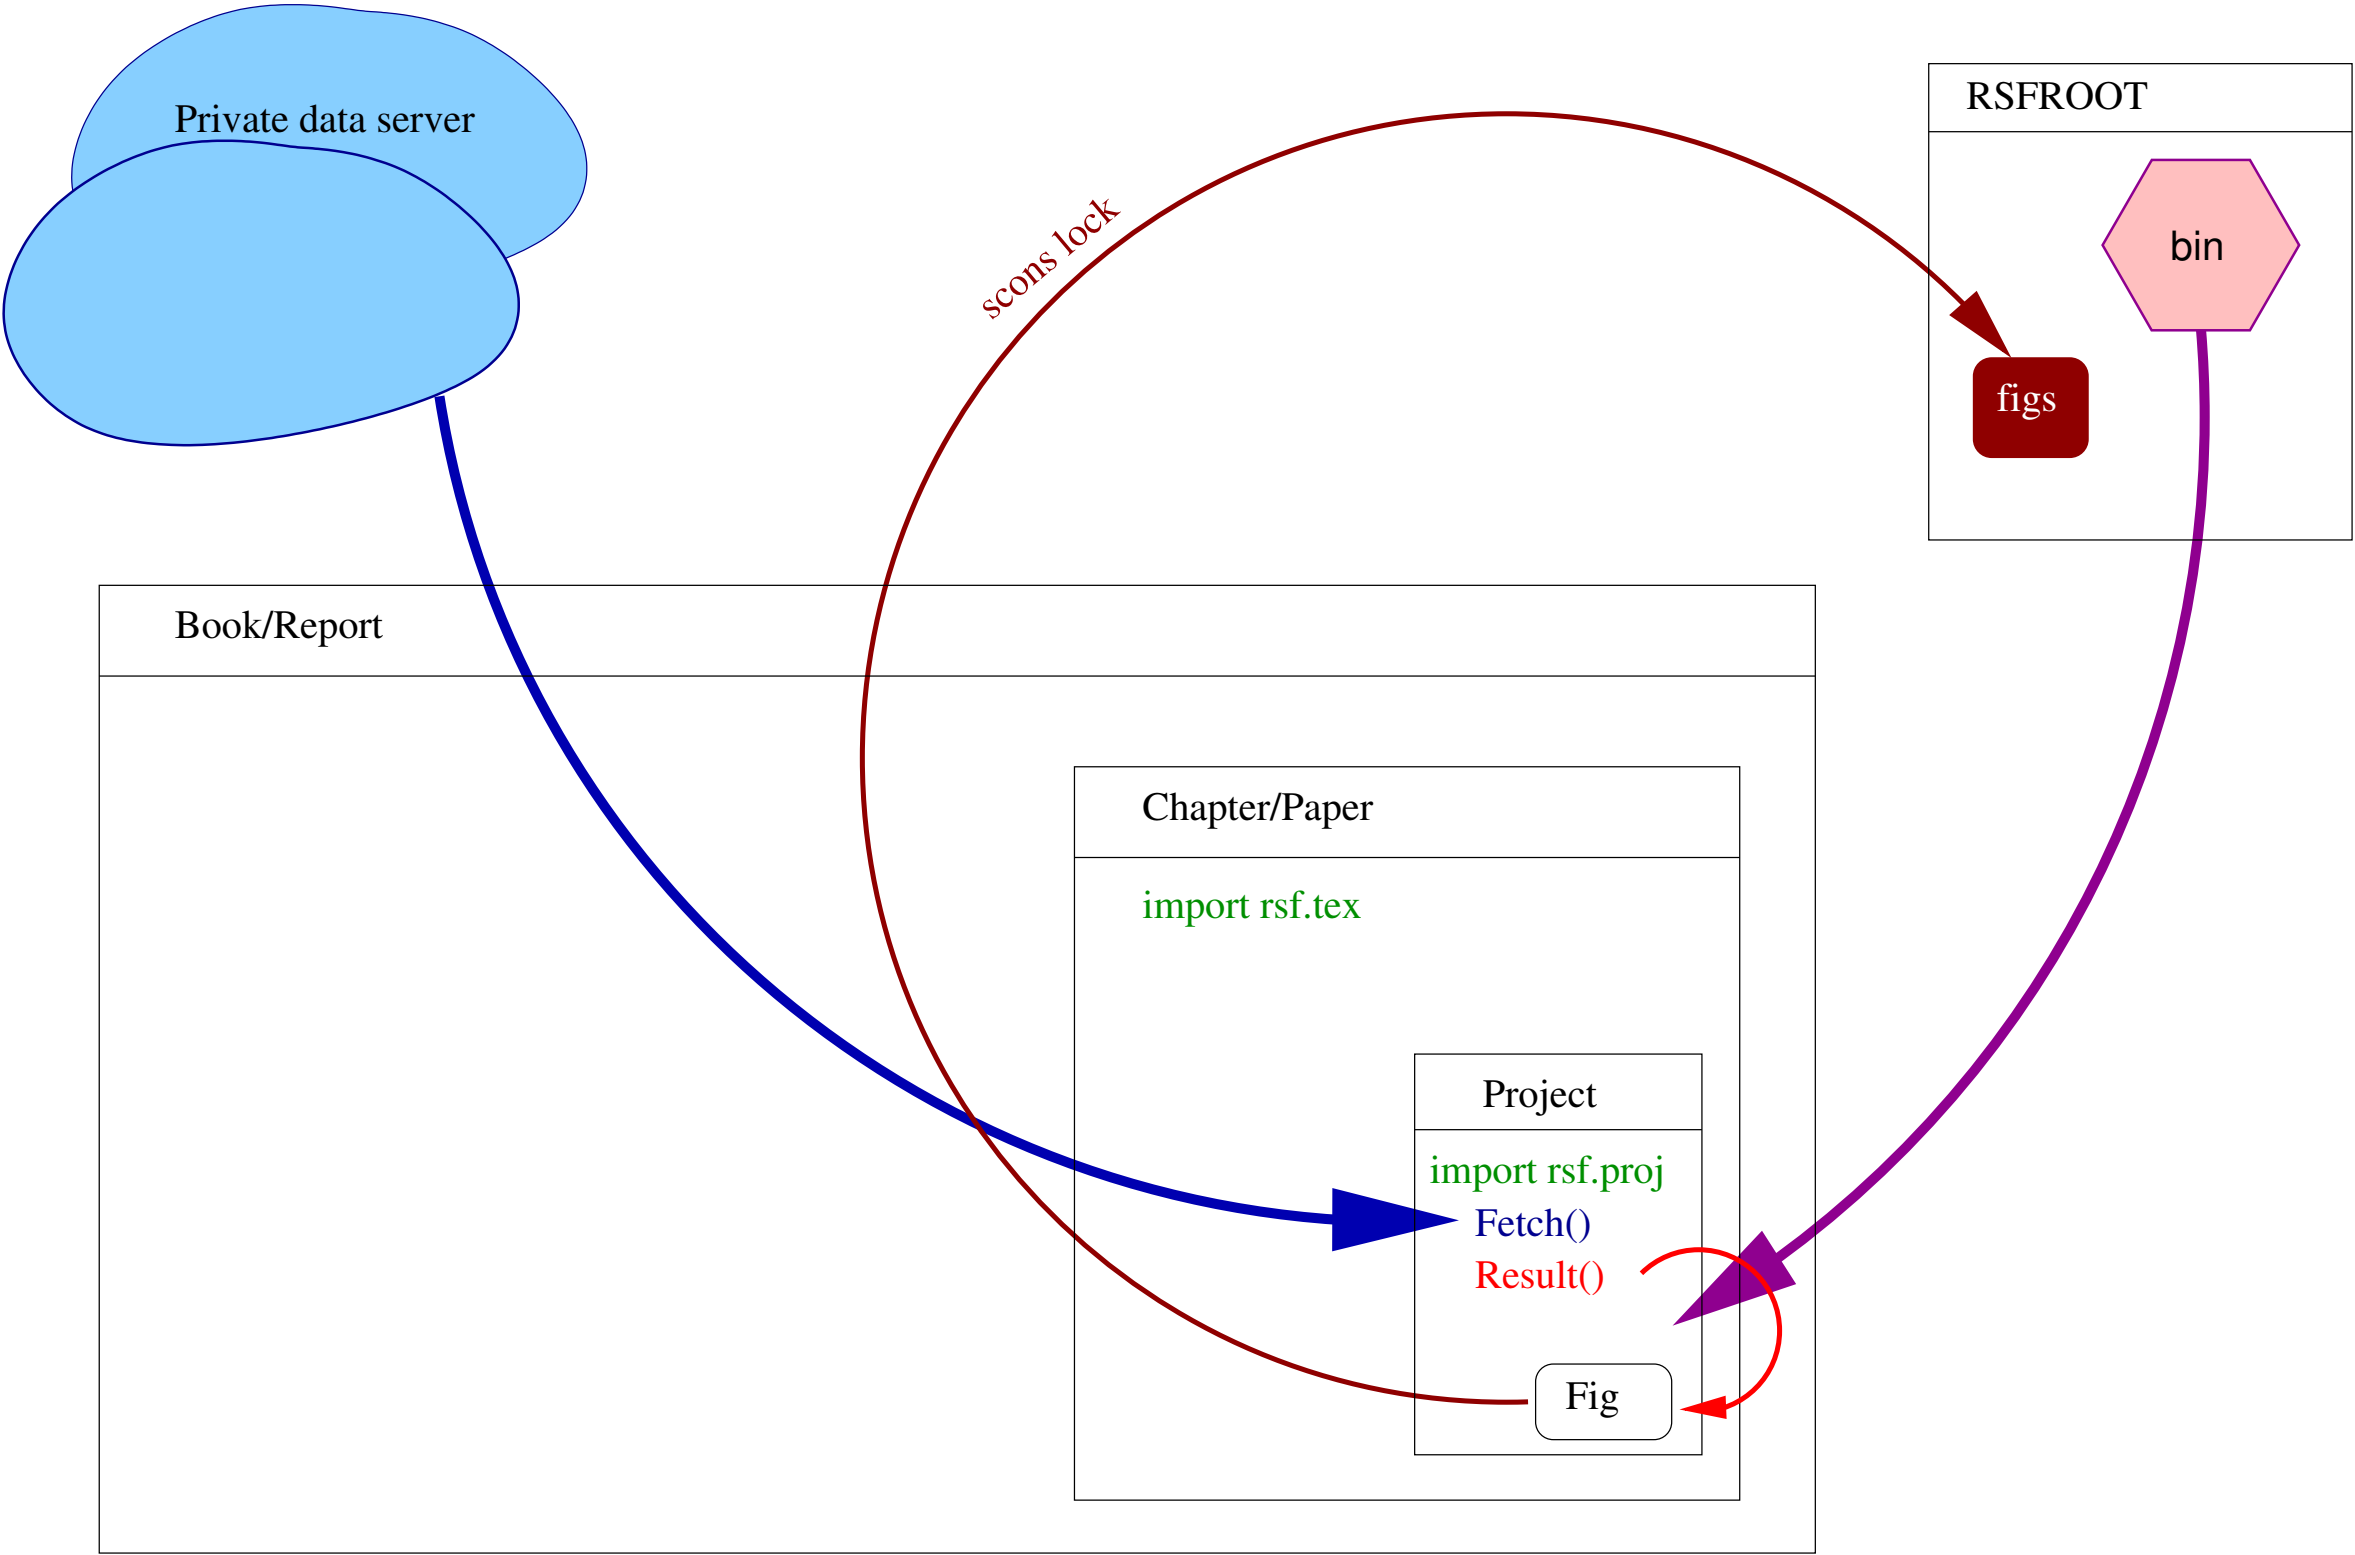 Private data server
RSFROOT
bin
scons lock
figs
Book/Report
Chapter/Paper
import rsf.tex
Project
import rsf.proj
Fetch()
Result()
Fig